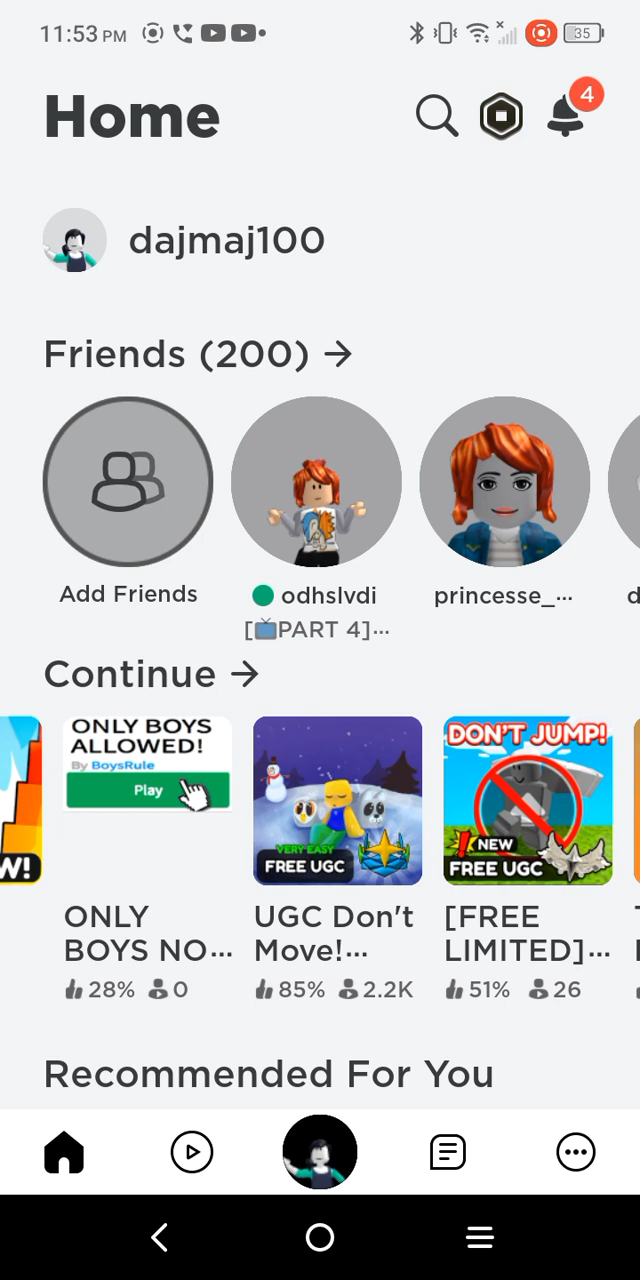 11:53 PM
35
Home
4
dajmaj100
Friends (200) →
Add Friends
odhslvdi
princesse_...
d
[📺PART 4]...
Continue →
W!
ONLY BOYS
ALLOWED!
By BoysRule
Play
VERY EASY
FREE UGC
DON'T JUMP!
NEW
FREE UGC
ONLY
BOYS NO...
28% 0
UGC Don't
Move!...
85% 2.2K
[FREE
LIMITED]...
51% 26
Recommended For You